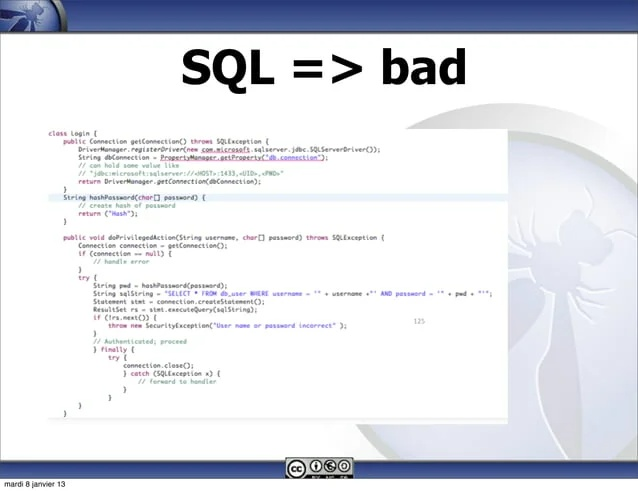 SQL => bad
class Login {
public Connection getConnection() throws SQLException {
DriverManager.registerDriver(new com.microsoft.sqlserver.jdbc.SQLServerDriver());
String dbConnection = PropertyManager.getProperty("db.connection");
// can hold some value like
// "jdbc:microsoft:sqlserver://<HOST>:1433,<UID>,<PWD>"
return DriverManager.getConnection(dbConnection);
}
String hashPassword(char[] password) {
// create hash of password
return ("Hash");
}
public void doPrivilegedAction(String username, char[] password) throws SQLException {
Connection connection = getConnection();
if (connection == null) {
// handle error
}
try {
String pwd = hashPassword(password);
String sqlString = "SELECT * FROM db_user WHERE username = '" + username +"' AND password = '" + pwd + "'";
Statement stmt = connection.createStatement();
ResultSet rs = stmt.executeQuery(sqlString);
if (!rs.next()) {
throw new SecurityException("User name or password incorrect" );
}
125
// Authenticated; proceed
} finally {
try {
connection.close();
} catch (SQLException x) {
// forward to handler
}
}
}
}
mardi 8 janvier 13